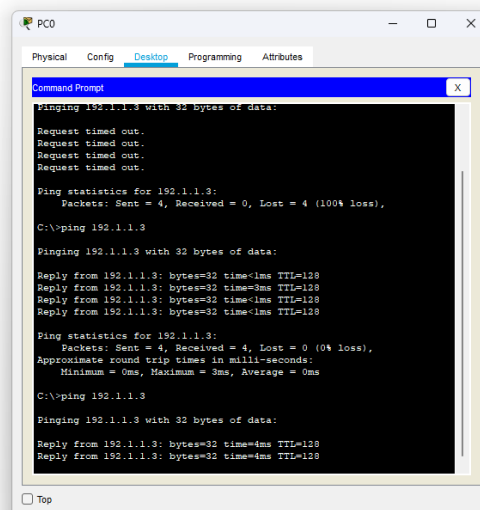 PC0
Physical Config Desktop Programming Attributes
Command Prompt X
Pinging 192.1.1.3 with 32 bytes of data:
Request timed out.
Request timed out.
Request timed out.
Request timed out.
Ping statistics for 192.1.1.3:
Packets: Sent = 4, Received = 0, Lost = 4 (100% loss),
C:\>ping 192.1.1.3
Pinging 192.1.1.3 with 32 bytes of data:
Reply from 192.1.1.3: bytes=32 time<1ms TTL=128
Reply from 192.1.1.3: bytes=32 time=3ms TTL=128
Reply from 192.1.1.3: bytes=32 time<1ms TTL=128
Reply from 192.1.1.3: bytes=32 time<1ms TTL=128
Ping statistics for 192.1.1.3:
Packets: Sent = 4, Received = 4, Lost = 0 (0% loss),
Approximate round trip times in milli-seconds:
Minimum = 0ms, Maximum = 3ms, Average = 0ms
C:\>ping 192.1.1.3
Pinging 192.1.1.3 with 32 bytes of data:
Reply from 192.1.1.3: bytes=32 time=4ms TTL=128
Reply from 192.1.1.3: bytes=32 time=4ms TTL=128
Top